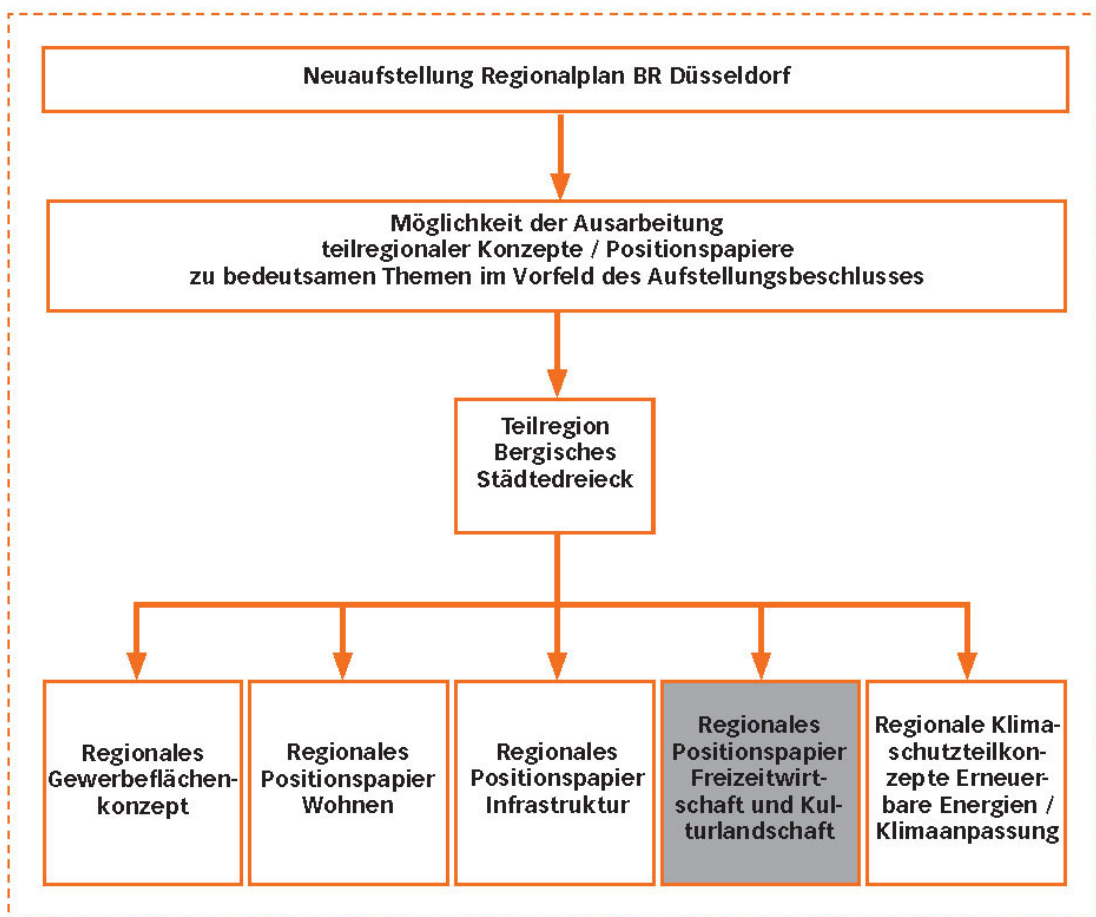 Neuaufstellung Regionalplan BR Düsseldorf
Möglichkeit der Ausarbeitung
teilregionaler Konzepte / Positionspapiere
zu bedeutsamen Themen im Vorfeld des Aufstellungsbeschlusses
Teilregion
Bergisches
Städtedreieck
Regionales
Gewerbeflächen-
konzept
Regionales
Positionspapier
Wohnen
Regionales
Positionspapier
Infrastruktur
Regionales
Positionspapier
Freizeitwirt-
schaft und Kul-
turlandschaft
Regionale Klima-
schutzteilkon-
zepte Erneuer-
bare Energien /
Klimaanpassung